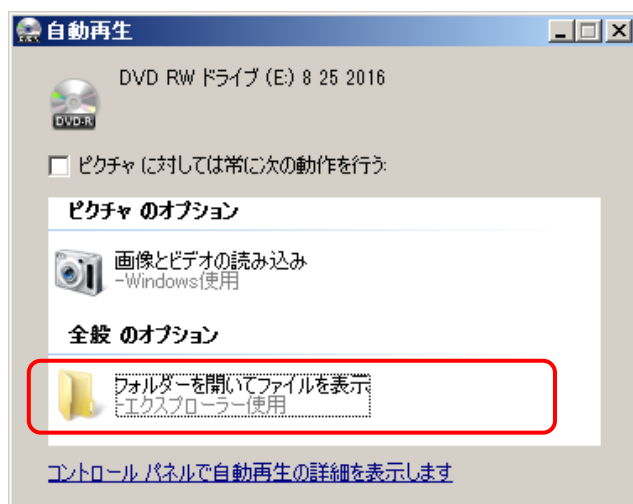 自動再生
DVD RW ドライブ (E:) 8 25 2016
DVD-R
ピクチャ に対しては常に次の動作を行う:
ピクチャ のオプション
画像とビデオの読み込み
-Windows使用
全般 のオプション
フォルダーを開いてファイルを表示
-エクスプローラー使用
コントロール パネルで自動再生の詳細を表示します